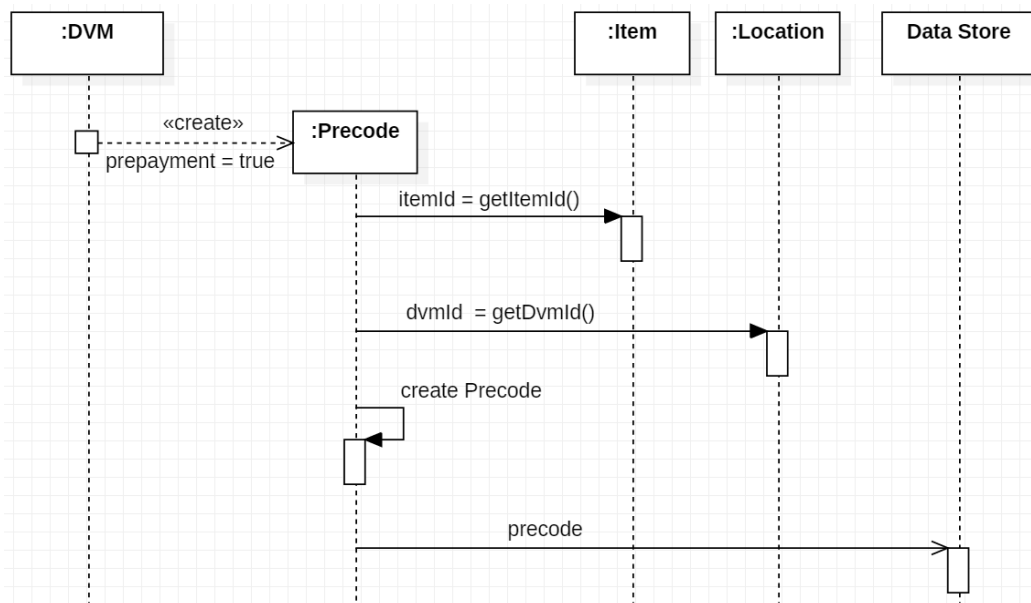 :DVM
:Item
:Location
Data Store
«create»
:Precode
prepayment = true
itemId = getItemId()
dvmId = getDvmId()
create Precode
precode